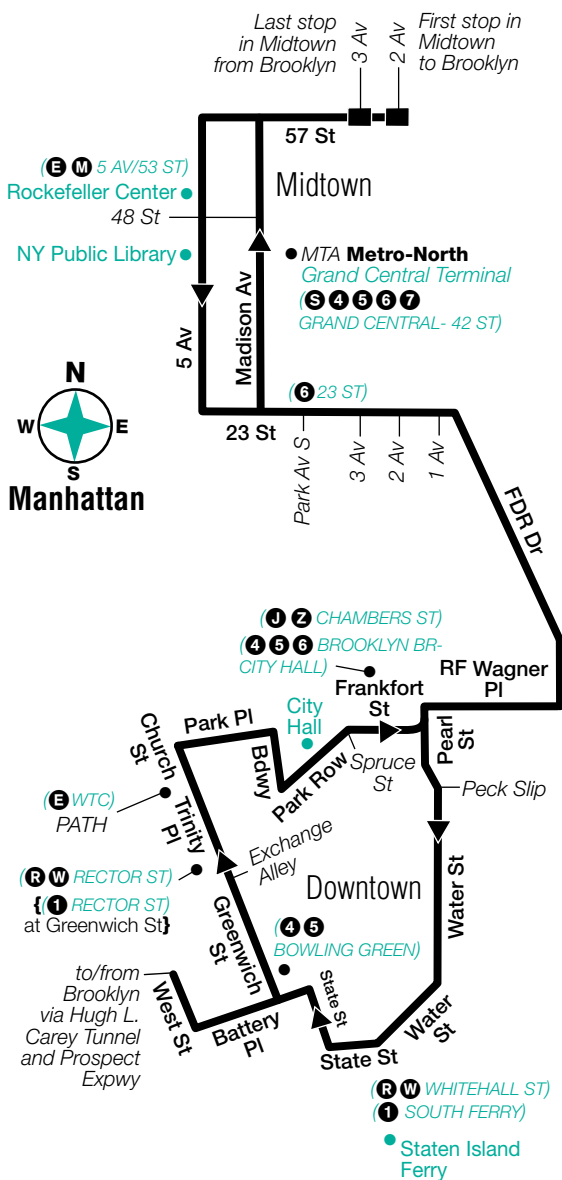 Last stop
in Midtown
from Brooklyn
3 Av
2 Av
First stop in
Midtown
to Brooklyn
57 St
(E M 5 AV/53 ST)
Rockefeller Center
Midtown
48 St
NY Public Library
MTA Metro-North
Grand Central Terminal
(S 4 5 6 7
GRAND CENTRAL- 42 ST)
5 Av
Madison Av
N
W E
S
Manhattan
(6 23 ST)
23 St
Park Av S
3 Av
2 Av
1 Av
FDR Dr
(J Z CHAMBERS ST)
(4 5 6 BROOKLYN BR-
CITY HALL)
Frankfort
St
RF Wagner
Pl
City
Hall
Park Pl
Church
St
Bdwy
Park Row
Spruce
St
Pearl
St
Peck Slip
(E WTC)
PATH
Trinity
Pl
Exchange
Alley
(R W RECTOR ST)
{(1 RECTOR ST)
at Greenwich St}
Downtown
Water St
Greenwich
St
(4 5
BOWLING GREEN)
to/from
Brooklyn
via Hugh L.
Carey Tunnel
and Prospect
Expwy
West St
Battery
Pl
State St
State St
Water
St
(R W WHITEHALL ST)
(1 SOUTH FERRY)
Staten Island
Ferry